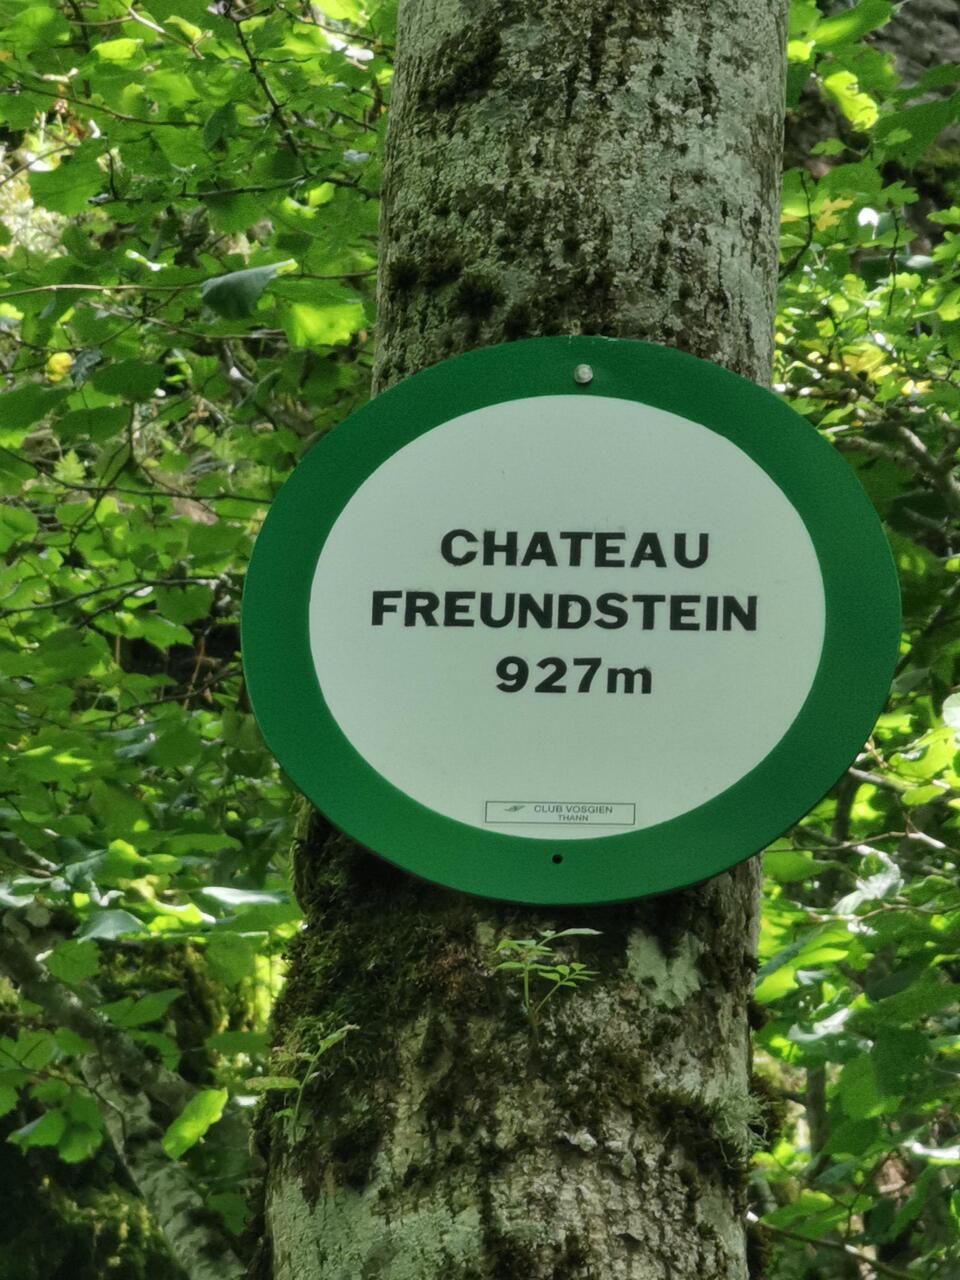 CHATEAU
FREUNDSTEIN
927m
CLUB VOSGIEN
THANN